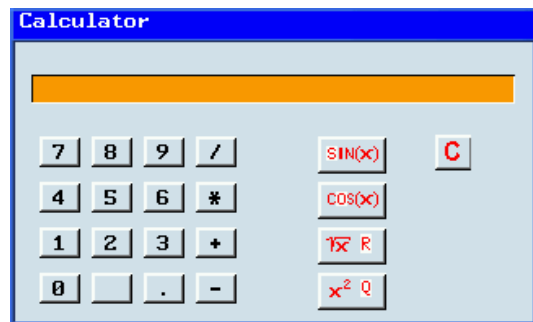 Calculator
7 8 9 / SIN(x) C
4 5 6 * COS(x)
1 2 3 + √x R
0 . - x² Q